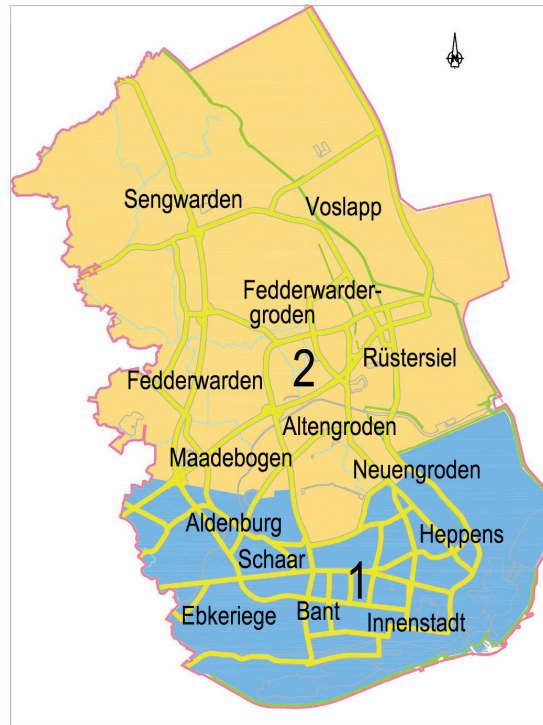 N
Sengwarden
Voslapp
Fedderwarder-
groden
2
Rüstersiel
Fedderwarden
Altengroden
Maadebogen
Neuengroden
Aldenburg
Heppens
Schaar
1
Ebkeriege
Bant
Innenstadt